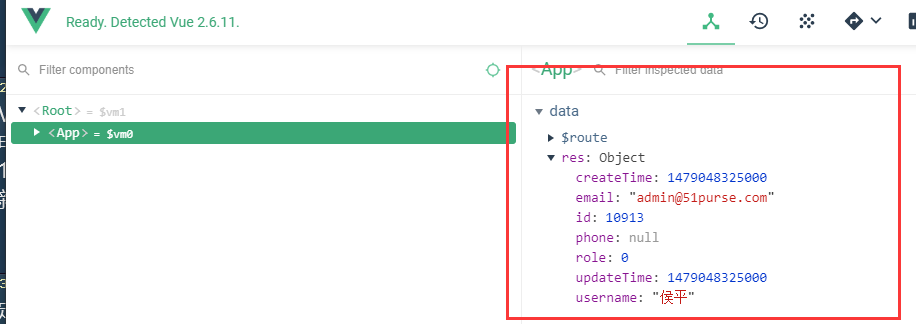 Ready. Detected Vue 2.6.11.
Filter components
<Root> = $vm1
<App> = $vm0
<App>
Filter inspected data
data
$route
res: Object
createTime: 1479048325000
email: "admin@51purse.com"
id: 10913
phone: null
role: 0
updateTime: 1479048325000
username: "侯平"